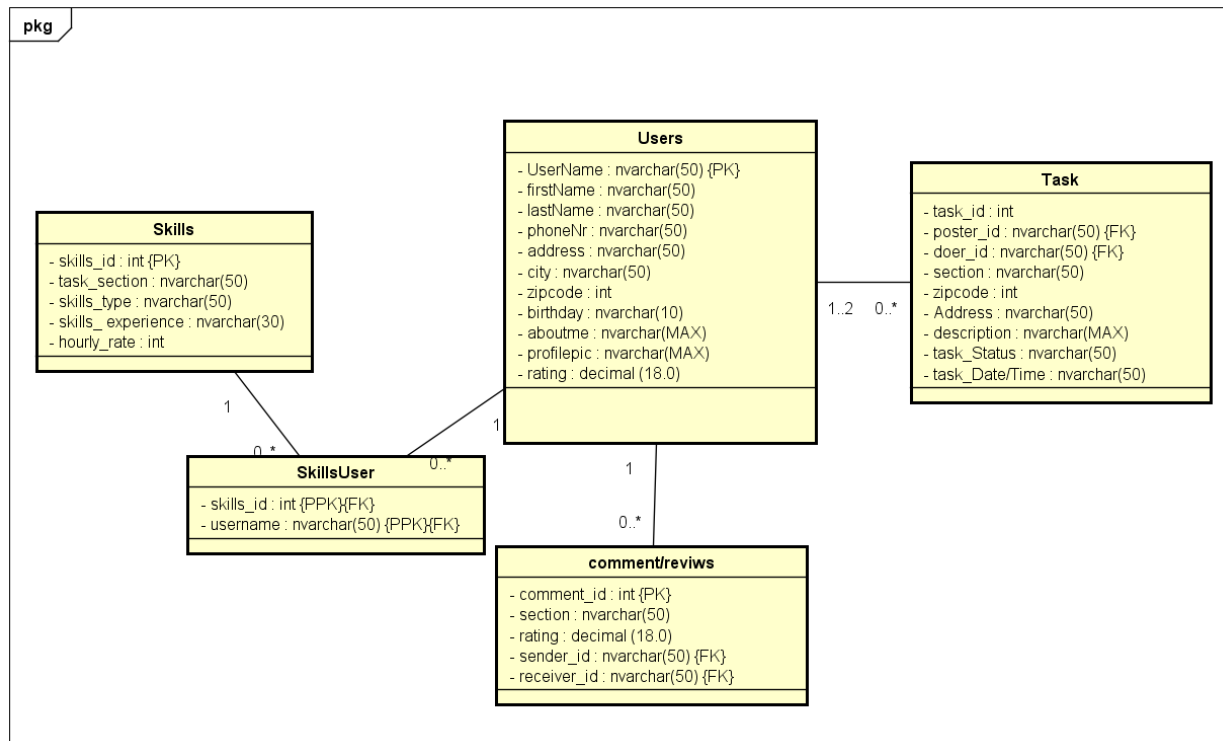 pkg
Users
- UserName : nvarchar(50) {PK}
- firstName : nvarchar(50)
- lastName : nvarchar(50)
- phoneNr : nvarchar(50)
- address : nvarchar(50)
- city : nvarchar(50)
- zipcode : int
- birthday : nvarchar(10)
- aboutme : nvarchar(MAX)
- profilepic : nvarchar(MAX)
- rating : decimal (18.0)
Task
- task_id : int
- poster_id : nvarchar(50) {FK}
- doer_id : nvarchar(50) {FK}
- section : nvarchar(50)
- zipcode : int
- Address : nvarchar(50)
- description : nvarchar(MAX)
- task_Status : nvarchar(50)
- task_Date/Time : nvarchar(50)
1..2
0..*
Skills
- skills_id : int {PK}
- task_section : nvarchar(50)
- skills_type : nvarchar(50)
- skills_ experience : nvarchar(30)
- hourly_rate : int
1
0..*
1
0..*
SkillsUser
- skills_id : int {PPK}{FK}
- username : nvarchar(50) {PPK}{FK}
1
0..*
comment/reviws
- comment_id : int {PK}
- section : nvarchar(50)
- rating : decimal (18.0)
- sender_id : nvarchar(50) {FK}
- receiver_id : nvarchar(50) {FK}